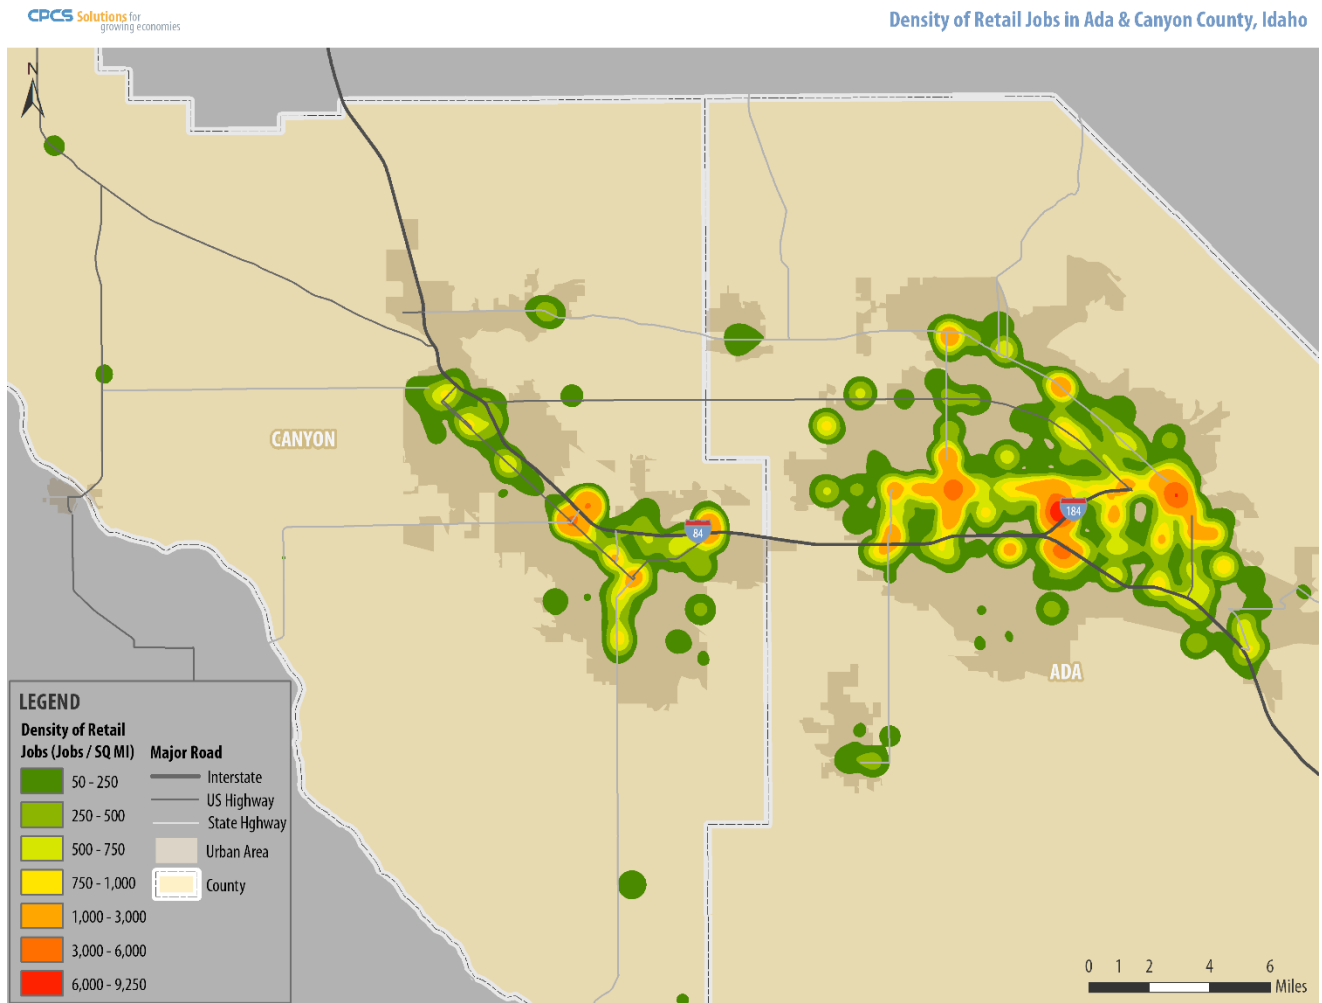 CPCS Solutions for
growing economies
Density of Retail Jobs in Ada & Canyon County, Idaho
N
CANYON
84
184
ADA
LEGEND
Density of Retail
Jobs (Jobs / SQ MI)
50 - 250
250 - 500
500 - 750
750 - 1,000
1,000 - 3,000
3,000 - 6,000
6,000 - 9,250
Major Road
Interstate
US Highway
State Hghway
Urban Area
County
0 1 2 4 6
Miles